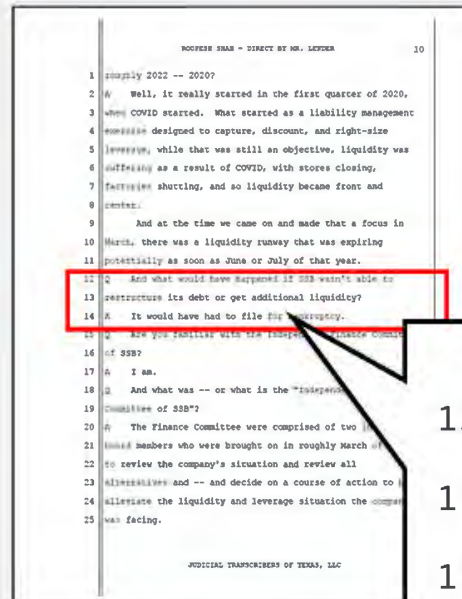 ROOPESH SHAH - DIRECT BY MR. LENDER 10
1 roughly 2022 -- 2020?
2 A Well, it really started in the first quarter of 2020,
3 when COVID started. What started as a liability management
4 exercise designed to capture, discount, and right-size
5 leverage, while that was still an objective, liquidity was
6 suffering as a result of COVID, with stores closing,
7 factories shutting, and so liquidity became front and
8 center.
9 And at the time we came on and made that a focus in
10 March, there was a liquidity runway that was expiring
11 potentially as soon as June or July of that year.
12 Q And what would have happened if SSB wasn't able to
13 restructure its debt or get additional liquidity?
14 A It would have had to file for bankruptcy.
15 Q Are you familiar with the Independent Finance
16 of SSB?
17 A I am.
18 Q And what was -- or what is the
19 Committee of SSB"?
20 A The Finance Committee were comprised of two
21 board members who were brought on in roughly March
22 to review the company's situation and review all
23 alternatives and -- and decide on a course of action to
24 alleviate the liquidity and leverage situation the
25 was facing.
JUDICIAL TRANSCRIBERS OF TEXAS, LLC
1
1
1